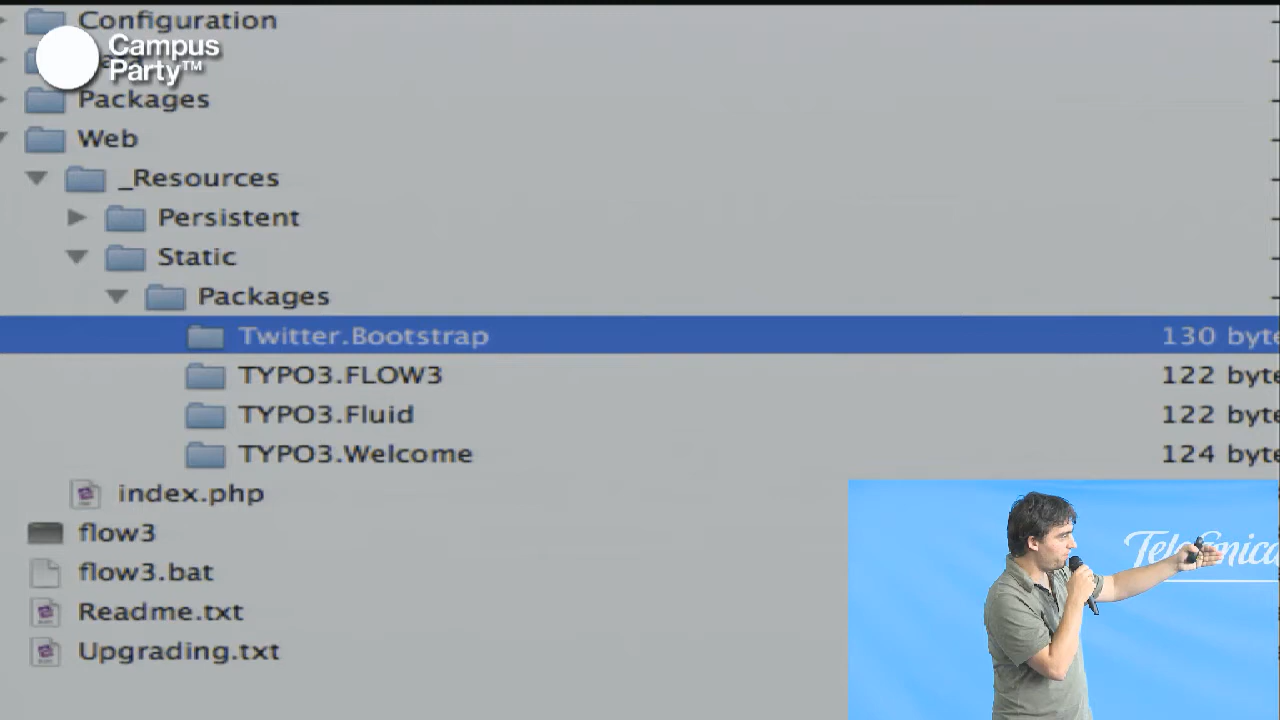 Configuration
Campus
Party™
Packages
Web
_Resources
Persistent
Static
Packages
Twitter.Bootstrap 130 byte
TYPO3.FLOW3 122 byte
TYPO3.Fluid 122 byte
TYPO3.Welcome 124 byte
index.php
flow3
Telefónica
flow3.bat
Readme.txt
Upgrading.txt